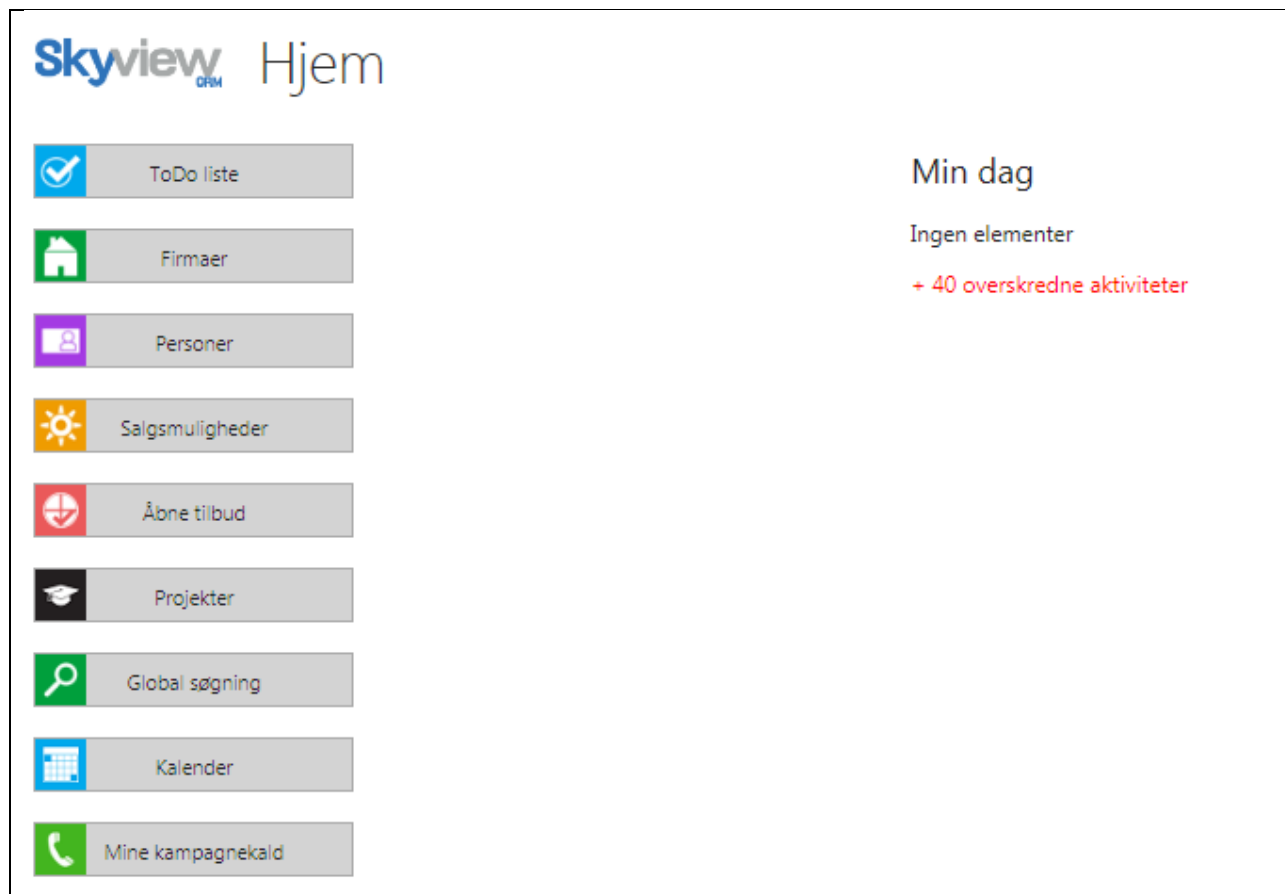 Skyview CRM Hjem
ToDo liste
Firmaer
Personer
Salgsmuligheder
Åbne tilbud
Projekter
Global søgning
Kalender
Mine kampagnekald
Min dag
Ingen elementer
+ 40 overskredne aktiviteter